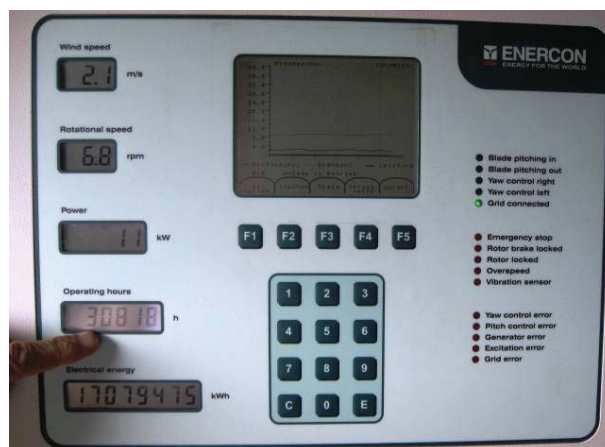 Wind speed
2.1 m/s
Rotational speed
6.8 rpm
Power
kW
Operating hours
30818 h
Electrical energy
17079475 kWh
ENERCON
ENERGY FOR THE WORLD
Blade pitching in
Blade pitching out
Yaw control right
Yaw control left
Grid connected
F1 F2 F3 F4 F5
Emergency stop
Rotor brake locked
Rotor locked
Overspeed
Vibration sensor
1 2 3
4 5 6
7 8 9
C 0 E
Yaw control error
Pitch control error
Generator error
Excitation error
Grid error